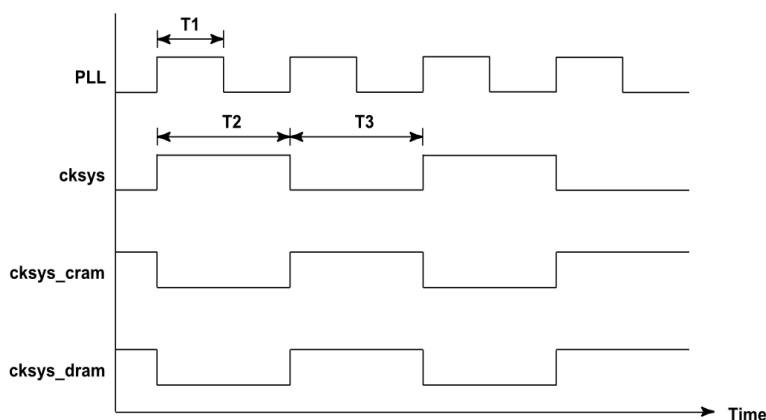 T1
PLL
T2 T3
cksys
cksys_cram
cksys_dram
Time